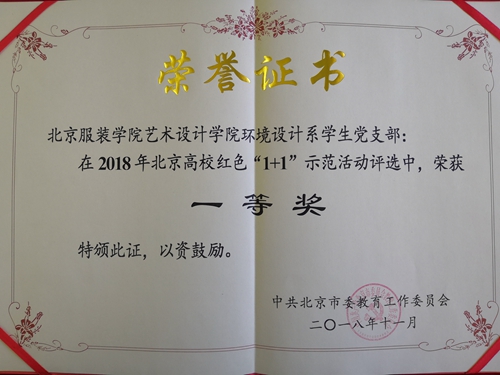 荣誉证书
北京服装学院艺术设计学院环境设计系学生党支部:
在2018年北京高校红色“1+1”示范活动评选中,荣获
一等奖
特颁此证,以资鼓励。
中共北京市委教育工作委员会
二〇一八年十一月